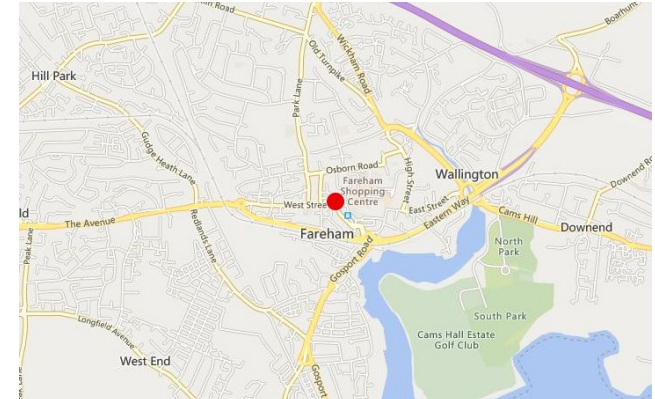 Road
Boarhunt
Old Turnpike
Wickham Road
Hill Park
Park Lane
Gudge Heath Lane
Osborn Road
High Street
Wallington
Downend Ro
Fareham
Shopping
Centre
West Street
East Street
Eastern Way
Redlands Lane
Cams Hill
ld
The Avenue
Downend
Fareham
North
Park
Peak Lane
Gosport Road
South Park
Longfield Avenue
Cams Hall Estate
Golf Club
West End
Gosport